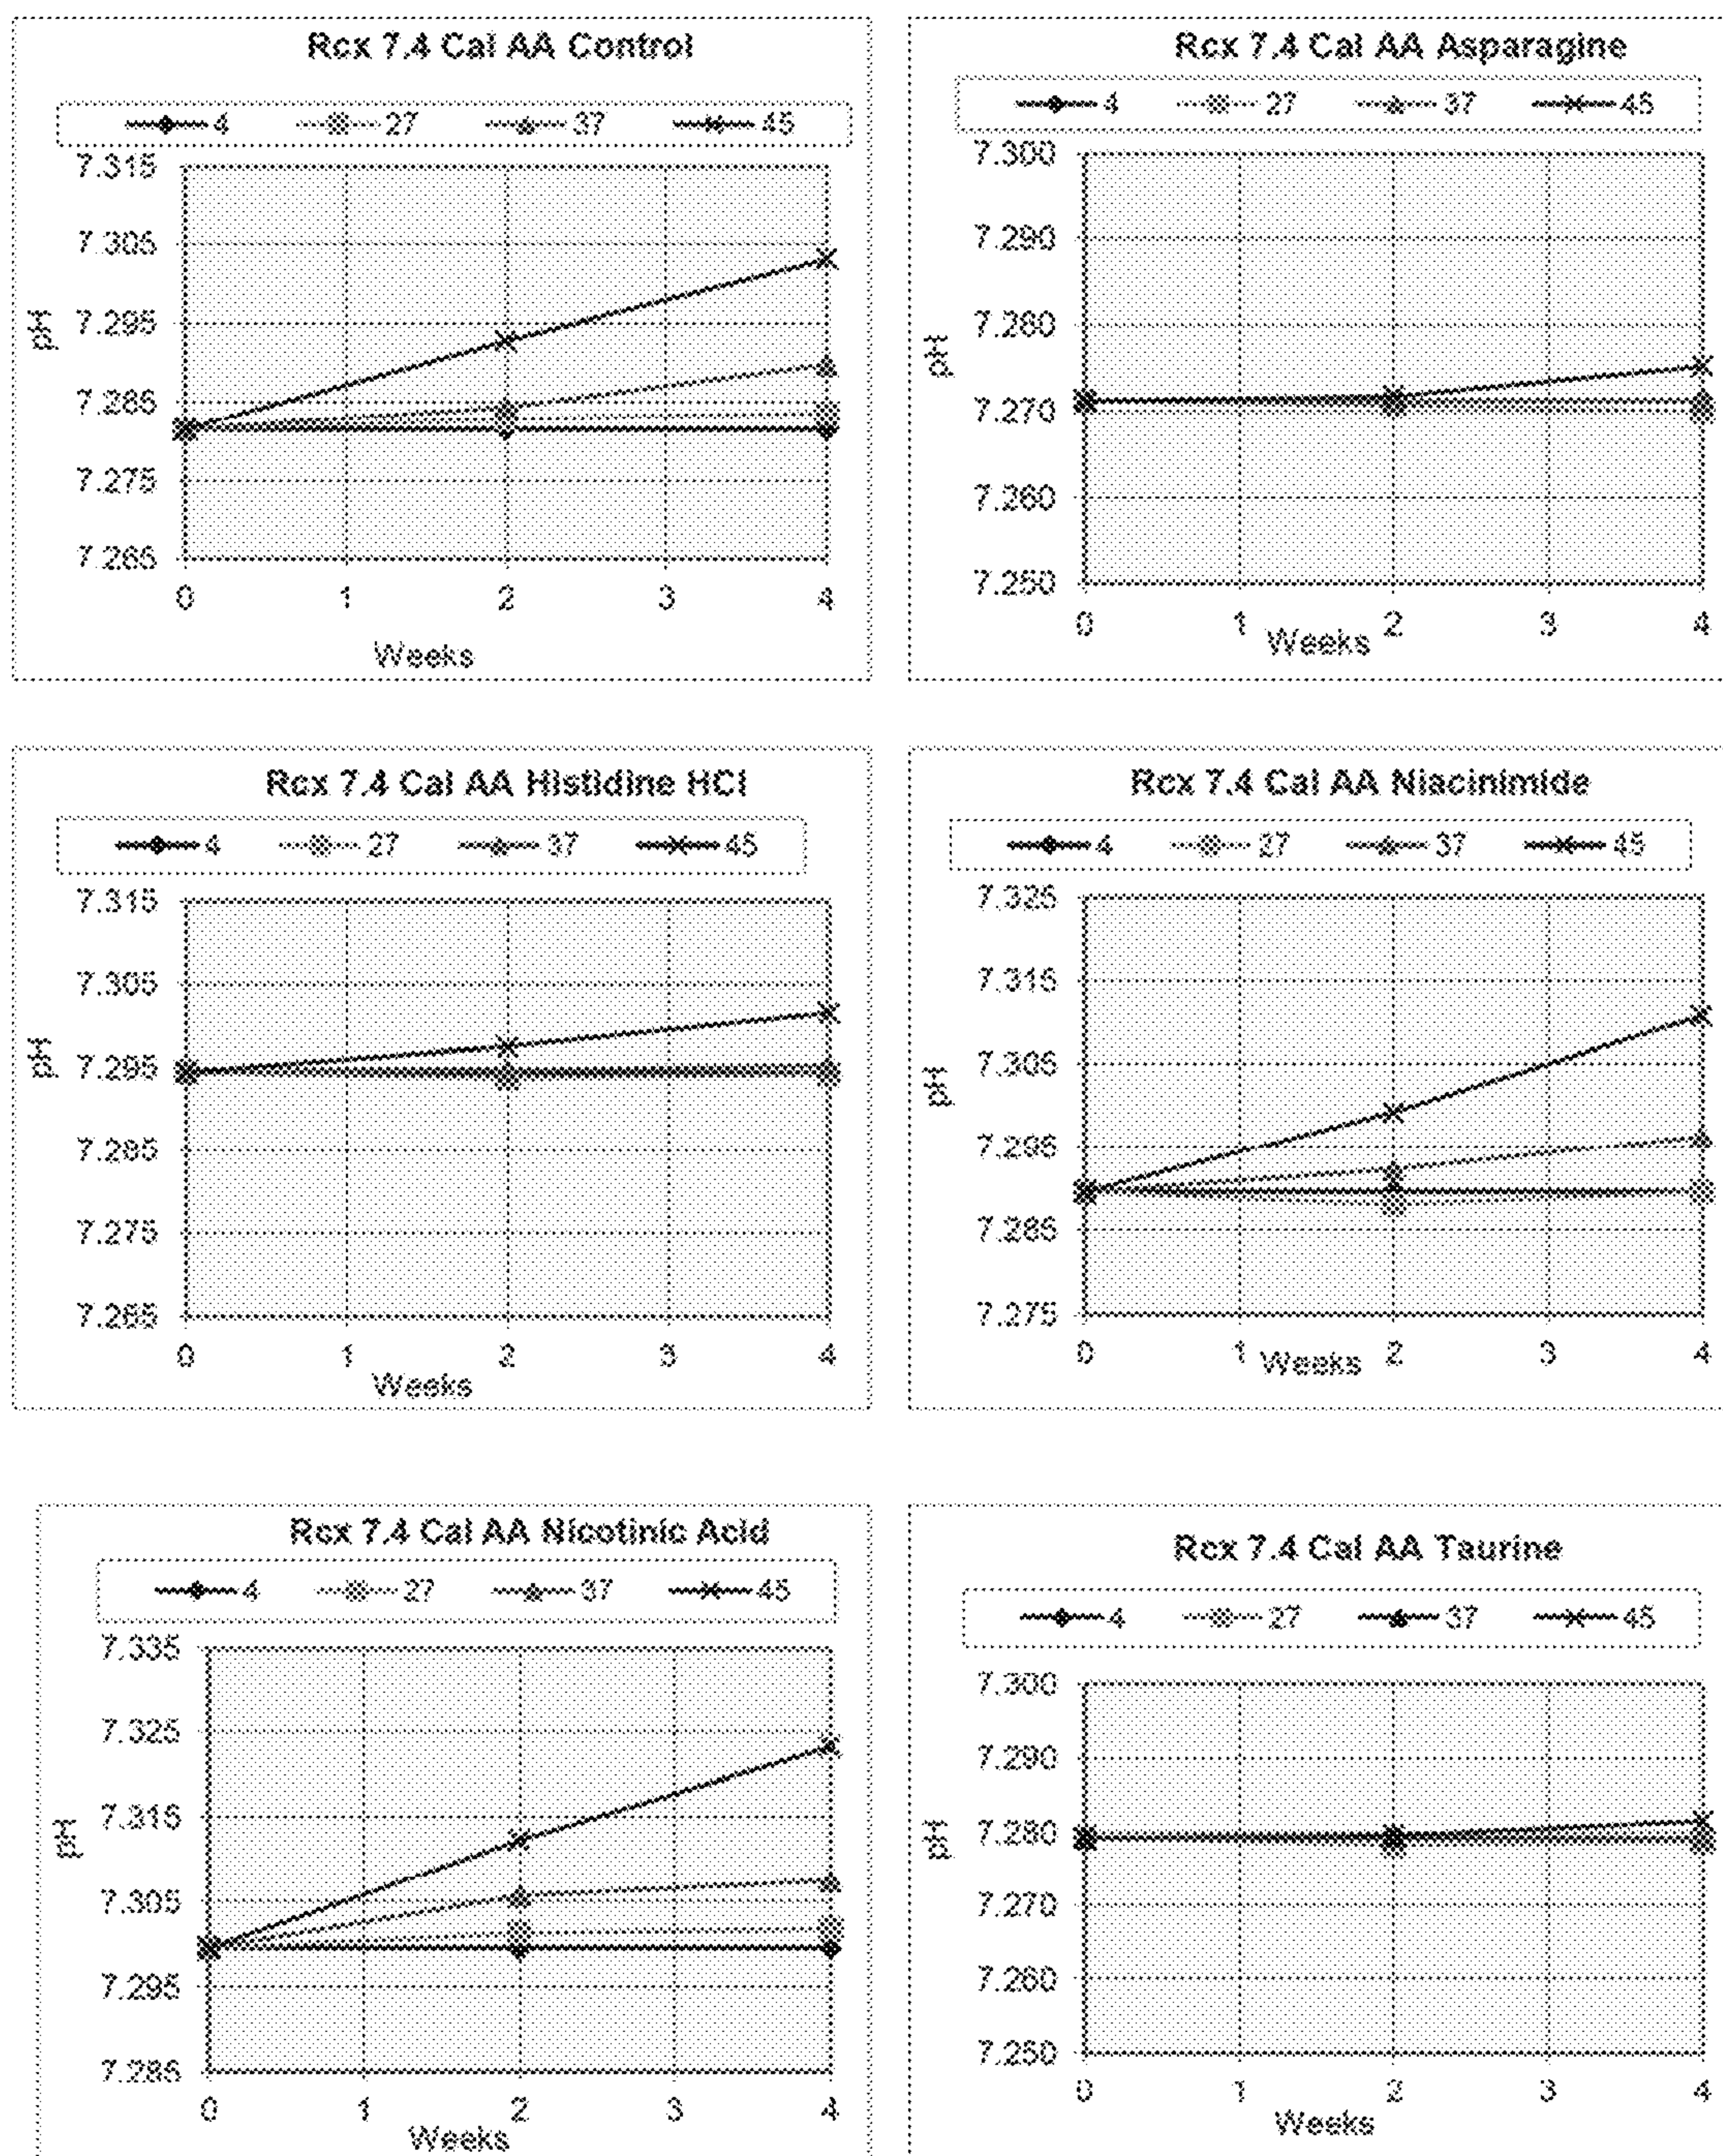 Rcx 7.4 Cal AA Control
4 27 37 45
7.315
7.305
7.295
7.285
7.275
7.265
pH
0 1 2 3 4
Weeks
Rcx 7.4 Cal AA Asparagine
4 27 37 45
7.300
7.290
7.280
7.270
7.260
7.250
pH
0 1 2 3 4
Weeks
Rcx 7.4 Cal AA Histidine HCl
4 27 37 45
7.315
7.305
7.295
7.285
7.275
7.265
pH
0 1 2 3 4
Weeks
Rcx 7.4 Cal AA Niacinimide
4 27 37 45
7.325
7.315
7.305
7.295
7.285
7.275
pH
0 1 2 3 4
Weeks
Rcx 7.4 Cal AA Nicotinic Acid
4 27 37 45
7.335
7.325
7.315
7.305
7.295
7.285
pH
0 1 2 3 4
Weeks
Rcx 7.4 Cal AA Taurine
4 27 37 45
7.300
7.290
7.280
7.270
7.260
7.250
pH
0 1 2 3 4
Weeks